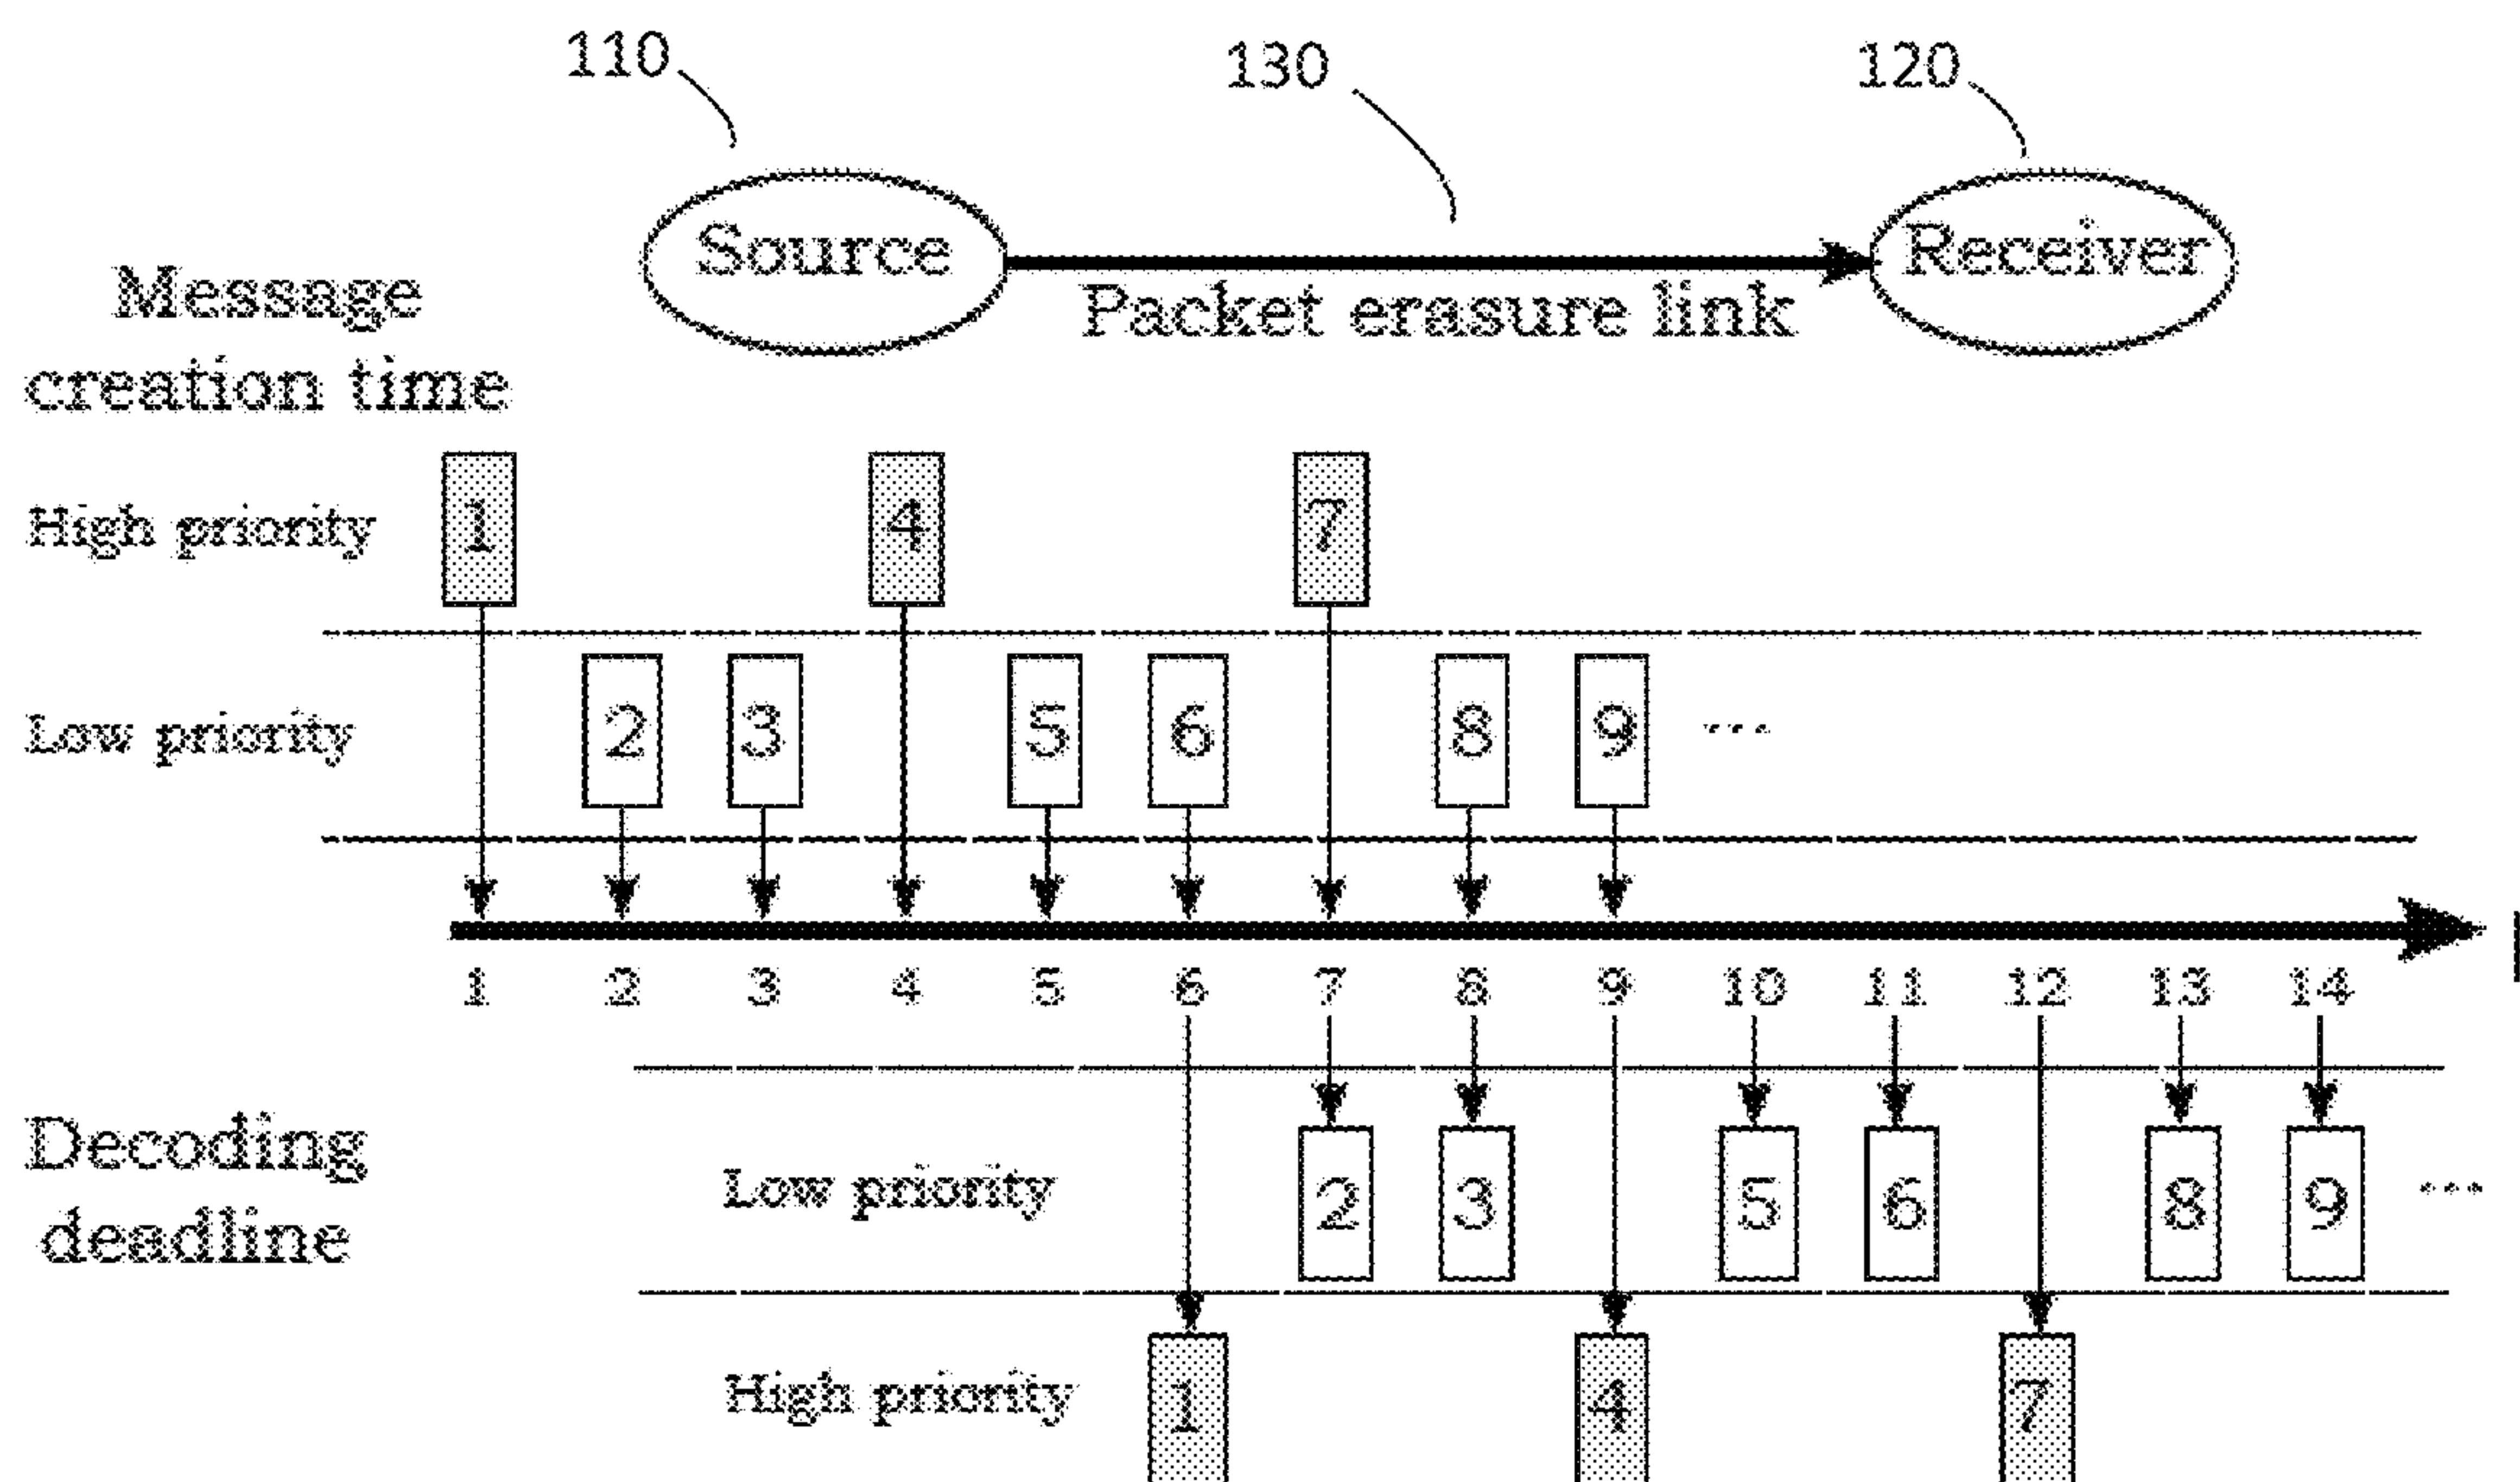 110
130
120
Source
Receiver
Packet erasure link
Message
creation time
High priority
1 4 7
Low priority
2 3 5 6 8 9 ...
1 2 3 4 5 6 7 8 9 10 11 12 13 14
Decoding
deadline
Low priority
2 3 5 6 8 9 ...
High priority
1 4 7